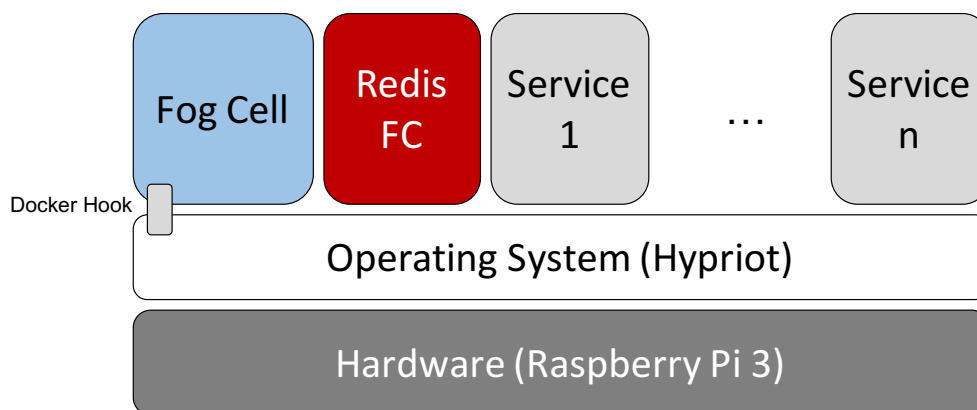 Fog Cell
Redis
FC
Service
1
…
Service
n
Docker Hook
Operating System (Hypriot)
Hardware (Raspberry Pi 3)